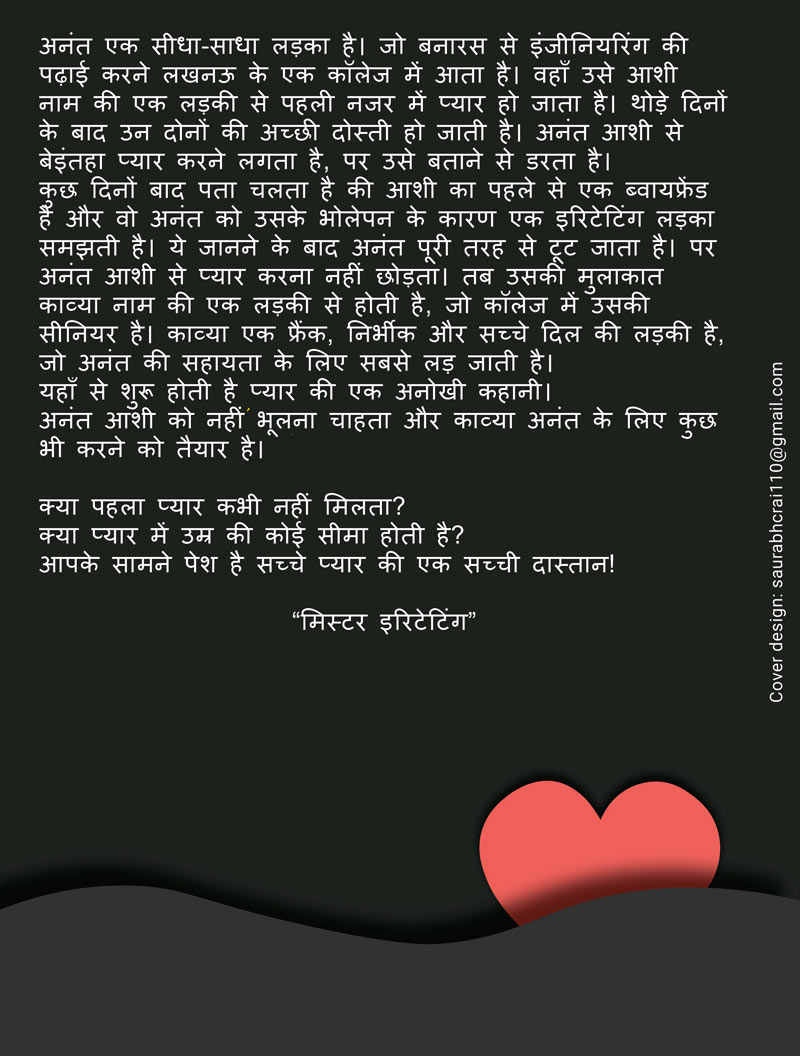 अनंत एक सीधा-साधा लड़का है। जो बनारस से इंजीनियरिंग की
पढ़ाई करने लखनऊ के एक कॉलेज में आता है। वहाँ उसे आशी
नाम की एक लड़की से पहली नजर में प्यार हो जाता है। थोड़े दिनों
के बाद उन दोनों की अच्छी दोस्ती हो जाती है। अनंत आशी से
बेइंतहा प्यार करने लगता है, पर उसे बताने से डरता है।
कुछ दिनों बाद पता चलता है की आशी का पहले से एक ब्वायफ्रेंड
है और वो अनंत को उसके भोलेपन के कारण एक इरिटेटिंग लड़का
समझती है। ये जानने के बाद अनंत पूरी तरह से टूट जाता है। पर
अनंत आशी से प्यार करना नहीं छोड़ता। तब उसकी मुलाकात
काव्या नाम की एक लड़की से होती है, जो कॉलेज में उसकी
सीनियर है। काव्या एक फ्रैंक, निर्भीक और सच्चे दिल की लड़की है,
जो अनंत की सहायता के लिए सबसे लड़ जाती है।
यहाँ से शुरू होती है प्यार की एक अनोखी कहानी।
अनंत आशी को नहीं भूलना चाहता और काव्या अनंत के लिए कुछ
भी करने को तैयार है।
क्या पहला प्यार कभी नहीं मिलता?
क्या प्यार में उम्र की कोई सीमा होती है?
आपके सामने पेश है सच्चे प्यार की एक सच्ची दास्तान!
“मिस्टर इरिटेटिंग”
Cover design: saurabhcrai110@gmail.com